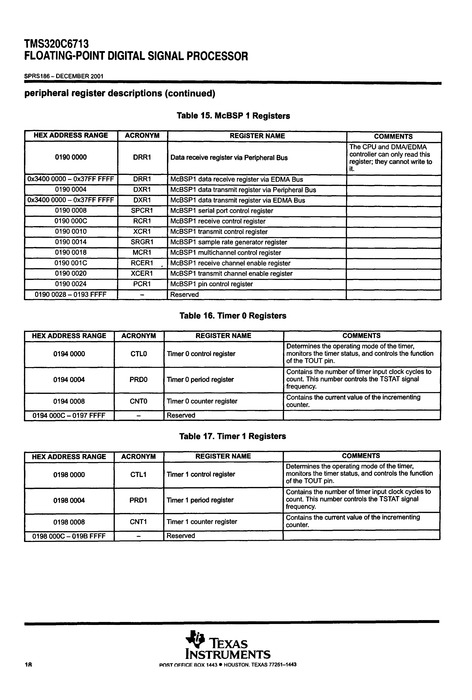 TMS320C6713
FLOATING-POINT DIGITAL SIGNAL PROCESSOR
SPRS186 – DECEMBER 2001
peripheral register descriptions (continued)
Table 15. McBSP 1 Registers
HEX ADDRESS RANGE ACRONYM REGISTER NAME COMMENTS
0190 0000 DRR1 Data receive register via Peripheral Bus The CPU and DMA/EDMA
controller can only read this
register; they cannot write to
it.
0x3400 0000 – 0x37FF FFFF DRR1 McBSP1 data receive register via EDMA Bus
0190 0004 DXR1 McBSP1 data transmit register via Peripheral Bus
0x3400 0000 – 0x37FF FFFF DXR1 McBSP1 data transmit register via EDMA Bus
0190 0008 SPCR1 McBSP1 serial port control register
0190 000C RCR1 McBSP1 receive control register
0190 0010 XCR1 McBSP1 transmit control register
0190 0014 SRGR1 McBSP1 sample rate generator register
0190 0018 MCR1 McBSP1 multichannel control register
0190 001C RCER1 McBSP1 receive channel enable register
0190 0020 XCER1 McBSP1 transmit channel enable register
0190 0024 PCR1 McBSP1 pin control register
0190 0028 – 0193 FFFF – Reserved
Table 16. Timer 0 Registers
HEX ADDRESS RANGE ACRONYM REGISTER NAME COMMENTS
0194 0000 CTL0 Timer 0 control register Determines the operating mode of the timer,
monitors the timer status, and controls the function
of the TOUT pin.
0194 0004 PRD0 Timer 0 period register Contains the number of timer input clock cycles to
count. This number controls the TSTAT signal
frequency.
0194 0008 CNT0 Timer 0 counter register Contains the current value of the incrementing
counter.
0194 000C – 0197 FFFF – Reserved
Table 17. Timer 1 Registers
HEX ADDRESS RANGE ACRONYM REGISTER NAME COMMENTS
0198 0000 CTL1 Timer 1 control register Determines the operating mode of the timer,
monitors the timer status, and controls the function
of the TOUT pin.
0198 0004 PRD1 Timer 1 period register Contains the number of timer input clock cycles to
count. This number controls the TSTAT signal
frequency.
0198 0008 CNT1 Timer 1 counter register Contains the current value of the incrementing
counter.
0198 000C – 019B FFFF – Reserved
TEXAS
INSTRUMENTS
18 POST OFFICE BOX 1443 • HOUSTON, TEXAS 77251–1443